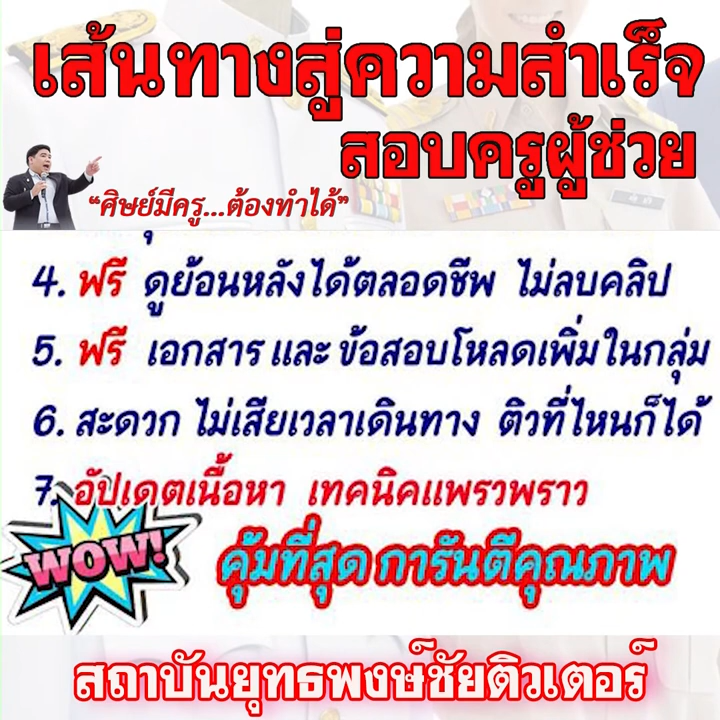 เส้นทางสู่ความสำเร็จ
สอบครูผู้ช่วย
“ศิษย์มีครู...ต้องทำได้”
4. ฟรี ดูย้อนหลังได้ตลอดชีพ ไม่ลบคลิป
5. ฟรี เอกสาร และ ข้อสอบโหลดเพิ่มในกลุ่ม
6. สะดวก ไม่เสียเวลาเดินทาง ติวที่ไหนก็ได้
7. อัปเดตเนื้อหา เทคนิคแพรวพราว
WOW!
คุ้มที่สุด การันตีคุณภาพ
สถาบันยุทธพงษ์ชัยติวเตอร์